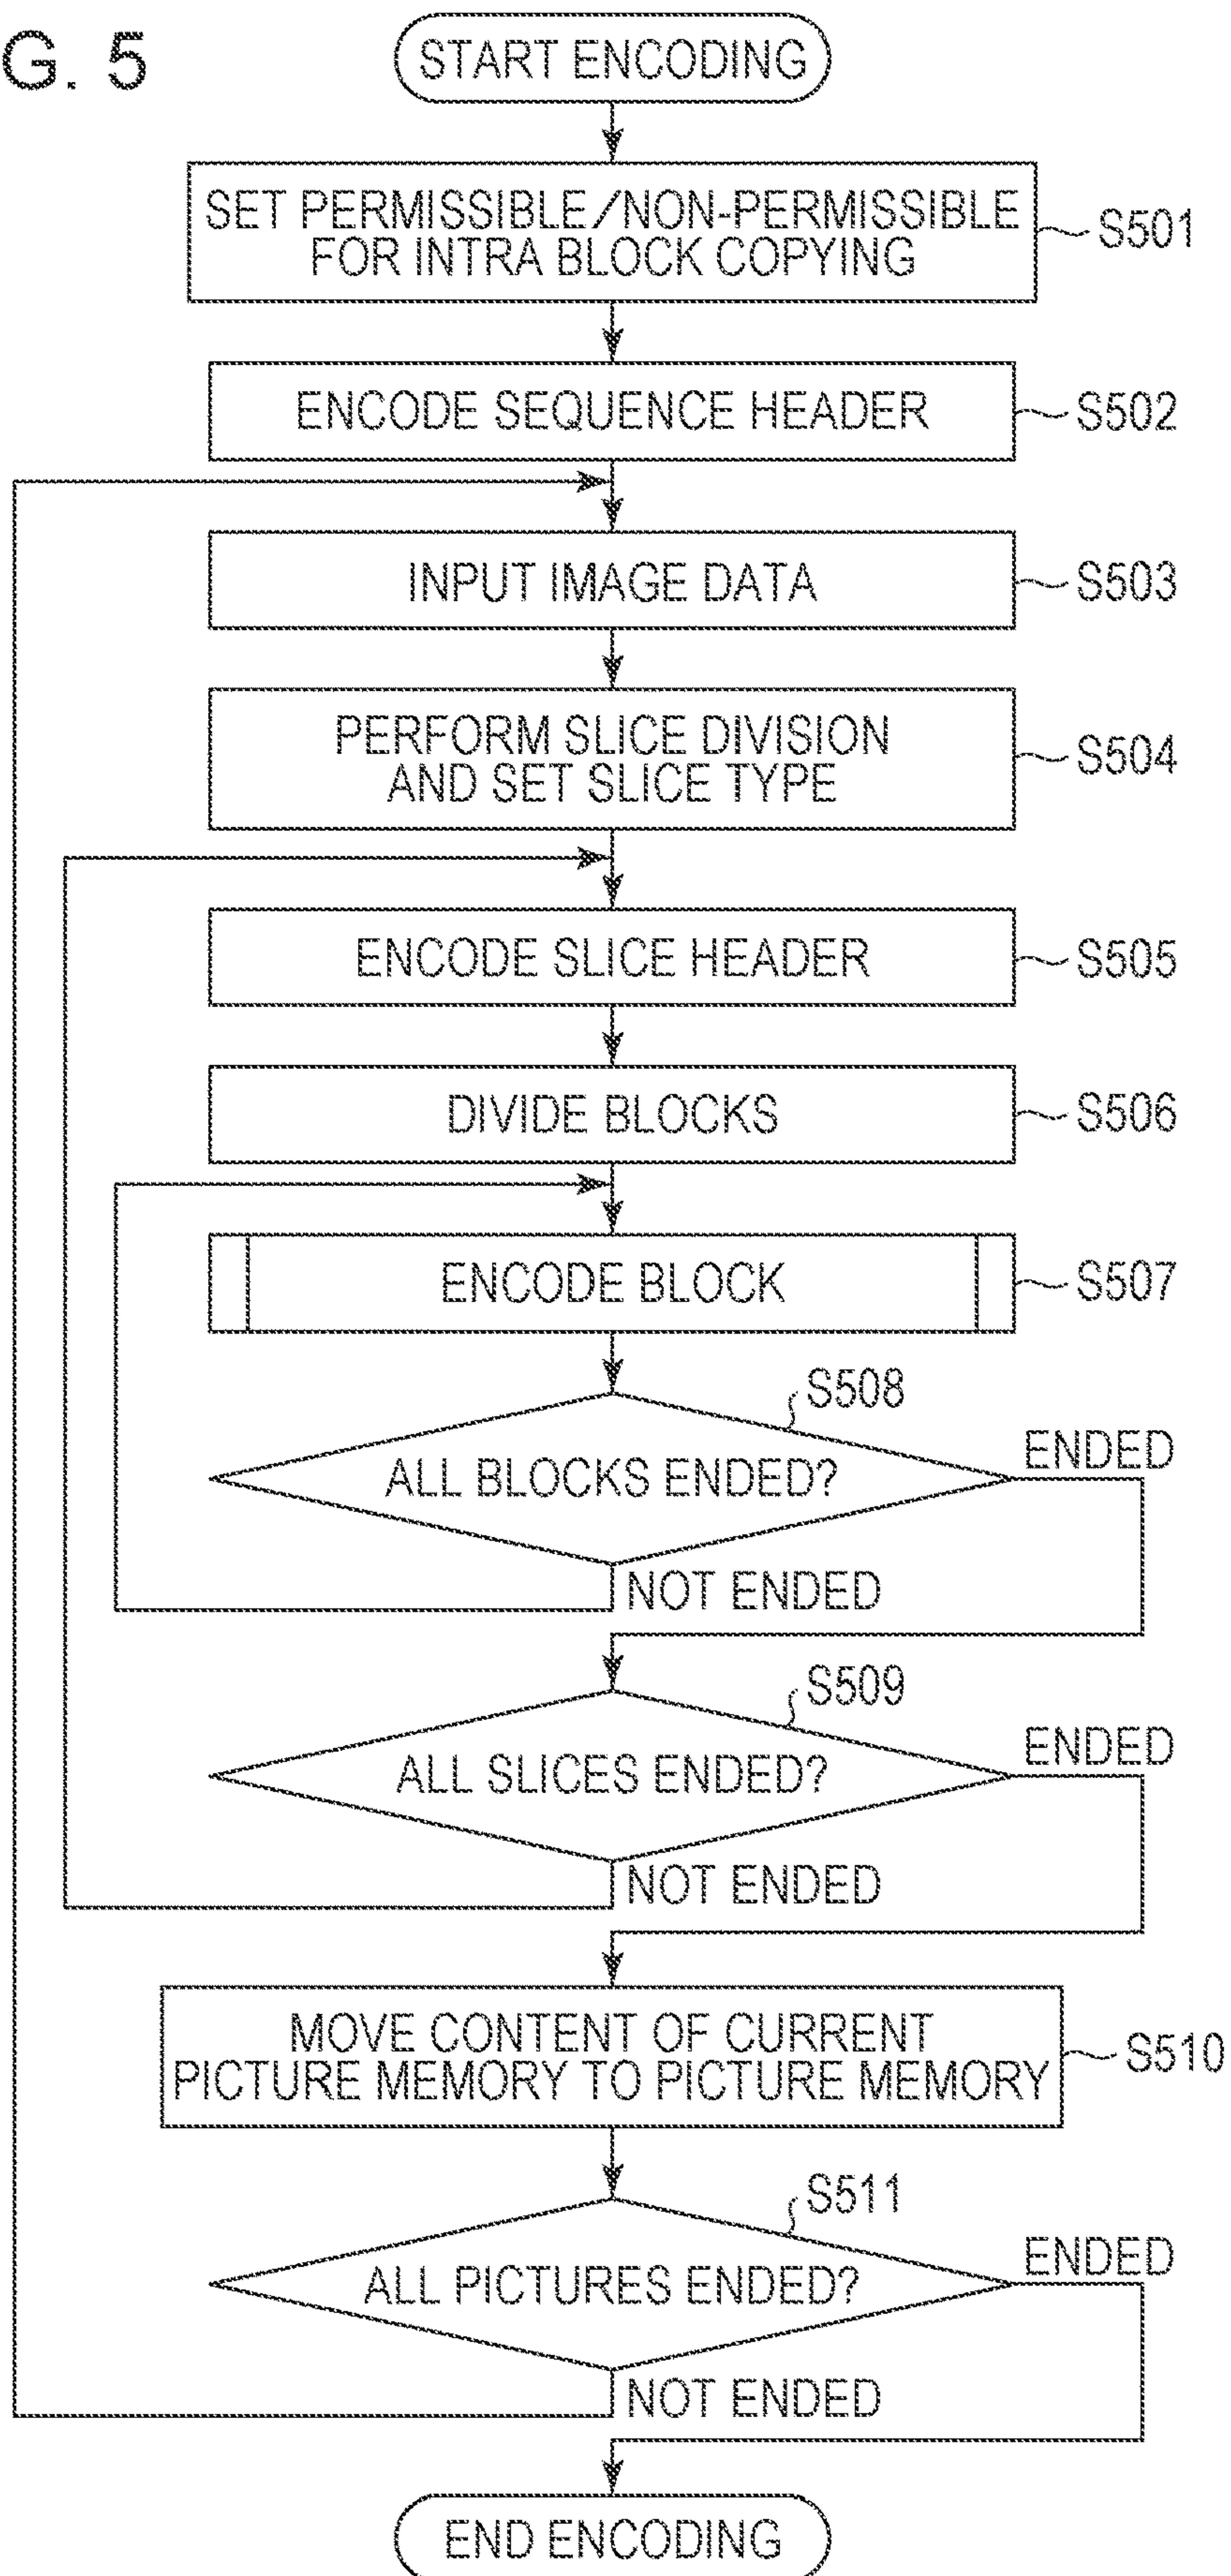 G. 5
START ENCODING
SET PERMISSIBLE/NON-PERMISSIBLE
FOR INTRA BLOCK COPYING
S501
ENCODE SEQUENCE HEADER
S502
INPUT IMAGE DATA
S503
PERFORM SLICE DIVISION
AND SET SLICE TYPE
S504
ENCODE SLICE HEADER
S505
DIVIDE BLOCKS
S506
ENCODE BLOCK
S507
S508
ALL BLOCKS ENDED?
ENDED
NOT ENDED
S509
ALL SLICES ENDED?
ENDED
NOT ENDED
MOVE CONTENT OF CURRENT
PICTURE MEMORY TO PICTURE MEMORY
S510
S511
ALL PICTURES ENDED?
ENDED
NOT ENDED
END ENCODING